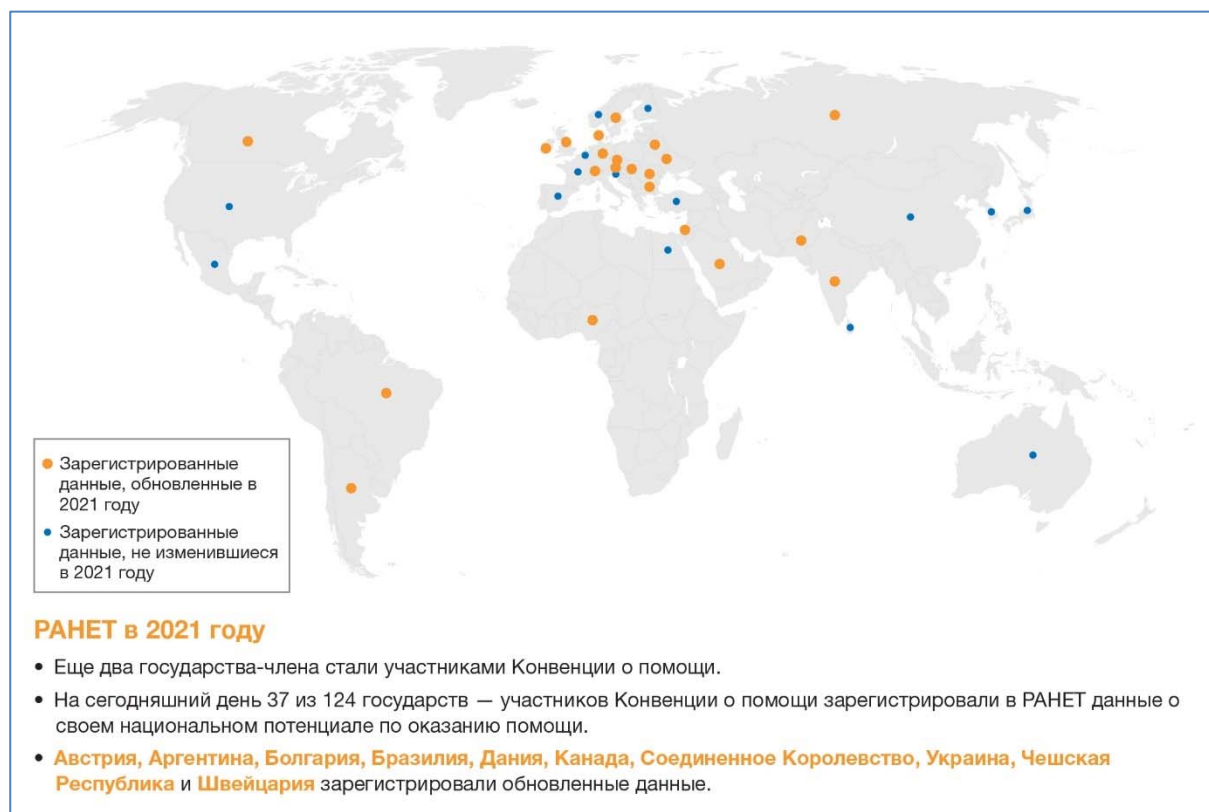 Зарегистрированные
данные, обновленные в
2021 году
Зарегистрированные
данные, не изменившиеся
в 2021 году
РАНЕТ в 2021 году
• Еще два государства-члена стали участниками Конвенции о помощи.
• На сегодняшний день 37 из 124 государств — участников Конвенции о помощи зарегистрировали в РАНЕТ данные о
своем национальном потенциале по оказанию помощи.
• Австрия, Аргентина, Болгария, Бразилия, Дания, Канада, Соединенное Королевство, Украина, Чешская
Республика и Швейцария зарегистрировали обновленные данные.